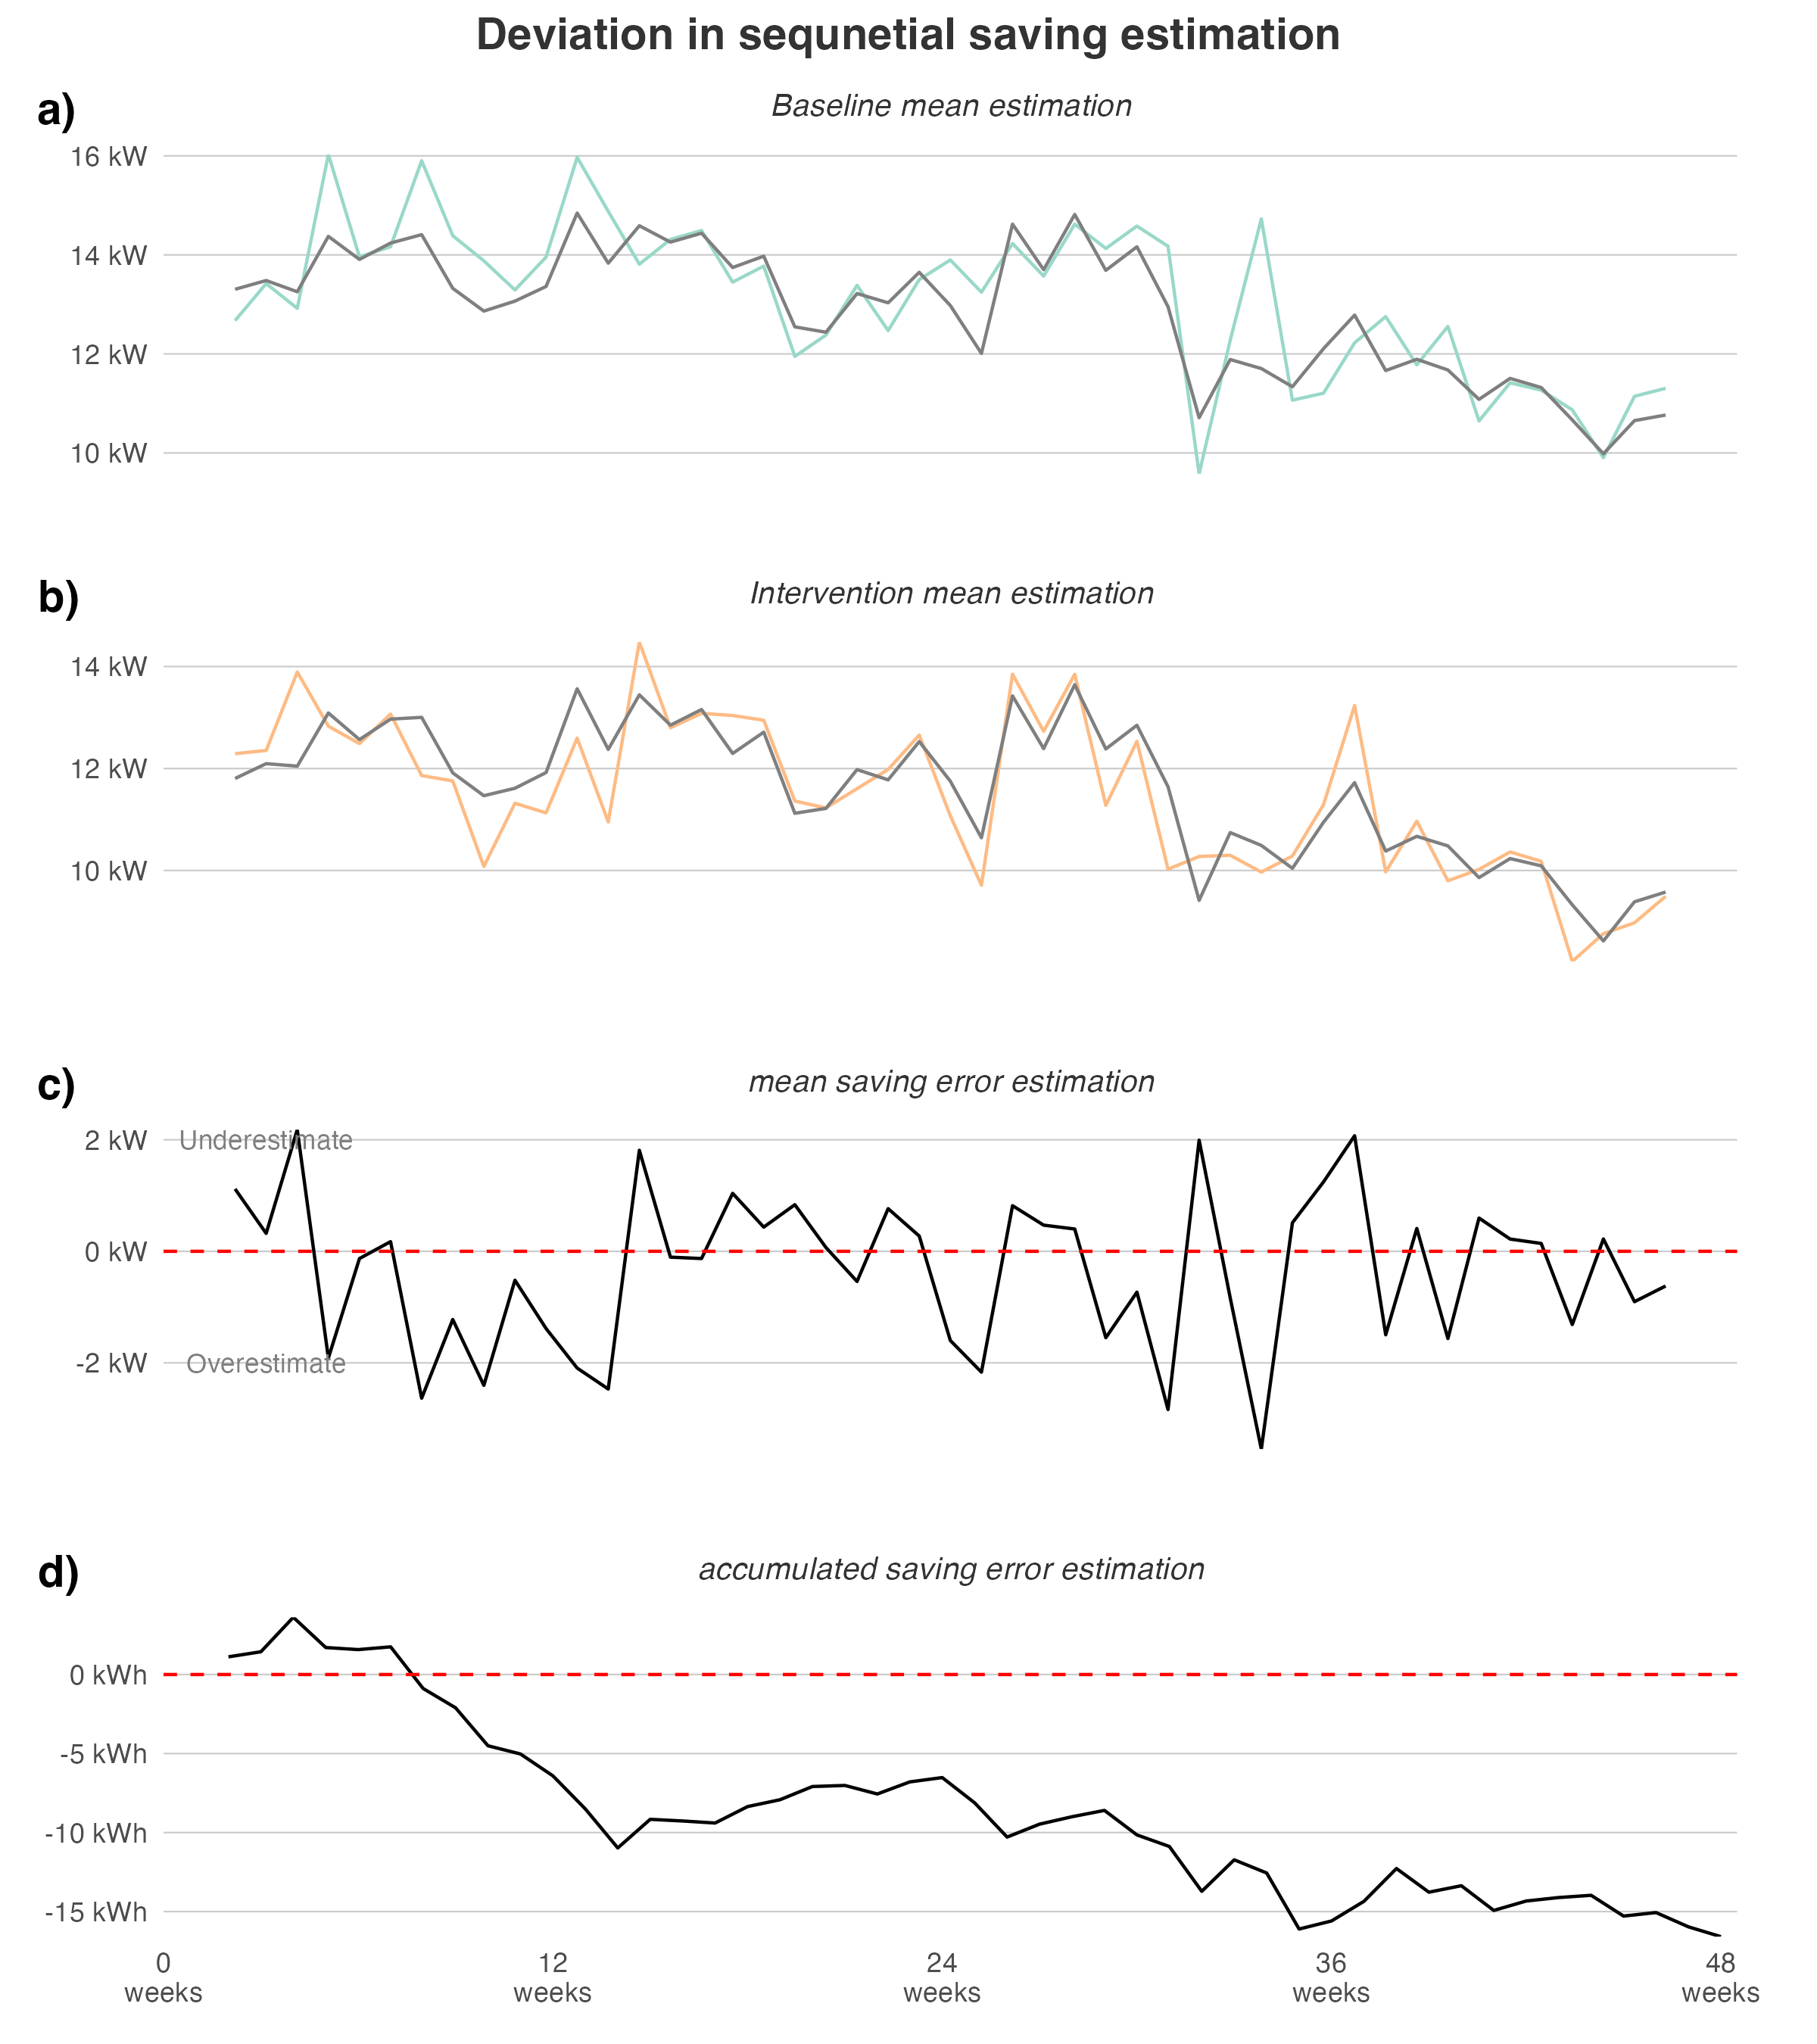 Deviation in sequnetial saving estimation
a)
Baseline mean estimation
16 kW
14 kW
12 kW
10 kW
b)
Intervention mean estimation
14 kW
12 kW
10 kW
c)
mean saving error estimation
2 kW
Underestimate
0 kW
-2 kW
Overestimate
d)
accumulated saving error estimation
0 kWh
-5 kWh
-10 kWh
-15 kWh
0 12 24 36 48
weeks weeks weeks weeks weeks